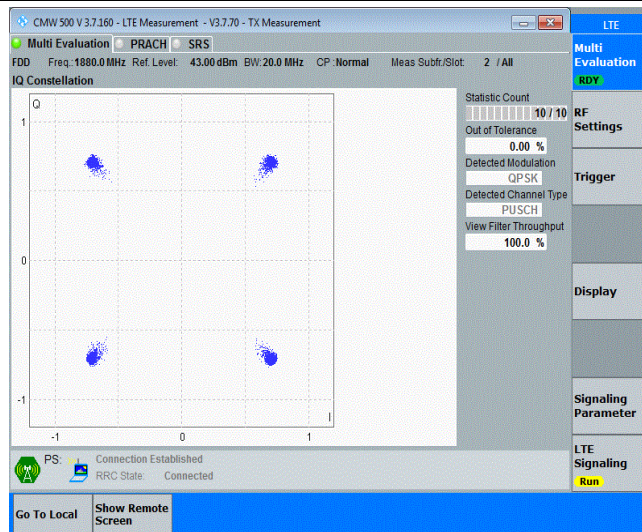 CMW 500 V 3.7.160 - LTE Measurement - V3.7.70 - TX Measurement
LTE
Multi Evaluation PRACH SRS
Multi
Evaluation
RDY
FDD Freq.: 1880.0 MHz Ref. Level: 43.00 dBm BW: 20.0 MHz CP : Normal Meas Subfr./Slot: 2 / All
IQ Constellation
Q
1
0
-1
I
-1 0 1
Statistic Count
10 / 10
Out of Tolerance
0.00 %
Detected Modulation
QPSK
Detected Channel Type
PUSCH
View Filter Throughput
100.0 %
RF
Settings
Trigger
Display
Signaling
Parameter
LTE
Signaling
Run
PS: Connection Established
RRC State: Connected
Go To Local
Show Remote
Screen